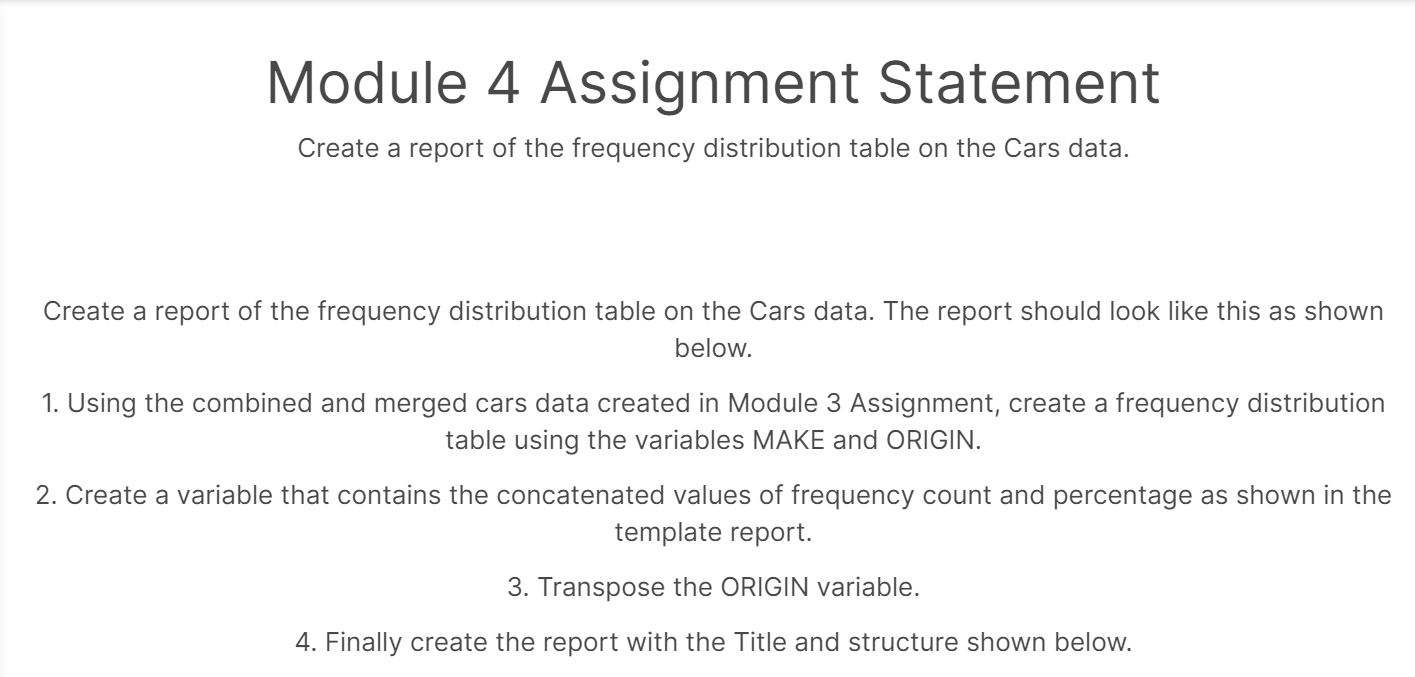 Module 4 Assignment Statement
Create a report of the frequency distribution table on the Cars data.
Create a report of the frequency distribution table on the Cars data. The report should look like this as shown
below.
1. Using the combined and merged cars data created in Module 3 Assignment, create a frequency distribution
table using the variables MAKE and ORIGIN.
2. Create a variable that contains the concatenated values of frequency count and percentage as shown in the
template report.
3. Transpose the ORIGIN variable.
4. Finally create the report with the Title and structure shown below.